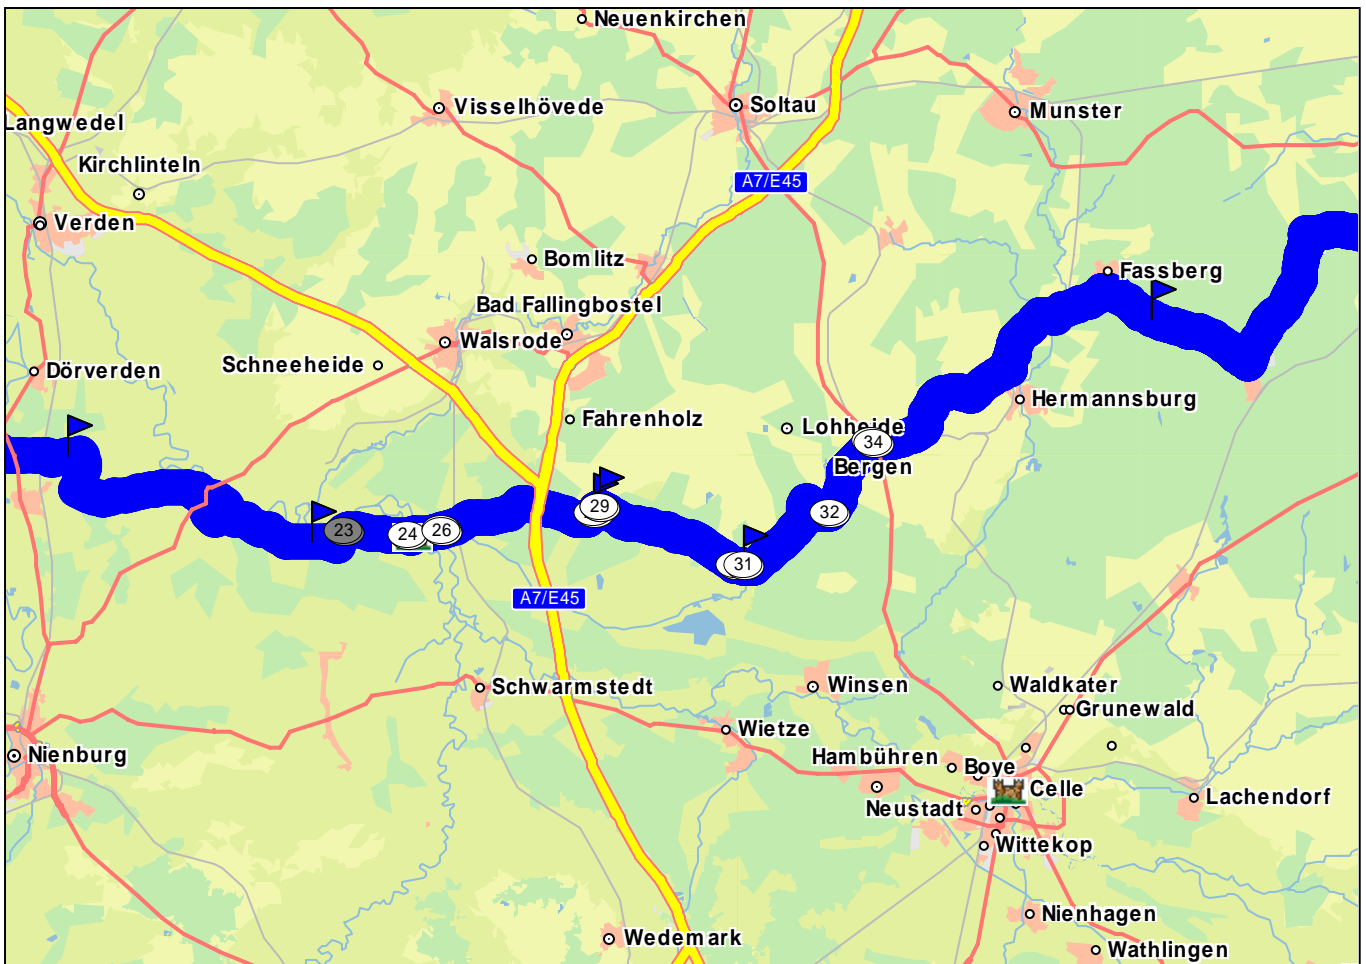 Neuenkirchen
Visselhövede
Soltau
Munster
Langwedel
Kirchlinteln
A7/E45
Verden
Bomlitz
Fassberg
Bad Fallingbostel
Walsrode
Schneeheide
Dörverden
Hermannsburg
Fahrenholz
Lohheide
34
Bergen
29
32
23
24
26
31
A7/E45
Schwarmstedt
Winsen
Waldkater
Grunewald
Wietze
Nienburg
Hambühren
Boye
Celle
Lachendorf
Neustadt
Wittekop
Nienhagen
Wedemark
Wathlingen